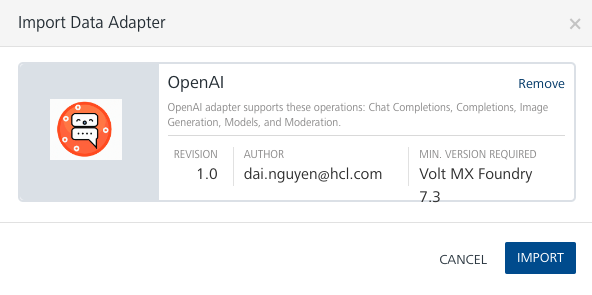 Import Data Adapter
OpenAI
Remove
OpenAI adapter supports these operations: Chat Completions, Completions, Image
Generation, Models, and Moderation.
REVISION
1.0
AUTHOR
dai.nguyen@hcl.com
MIN. VERSION REQUIRED
Volt MX Foundry
7.3
CANCEL
IMPORT